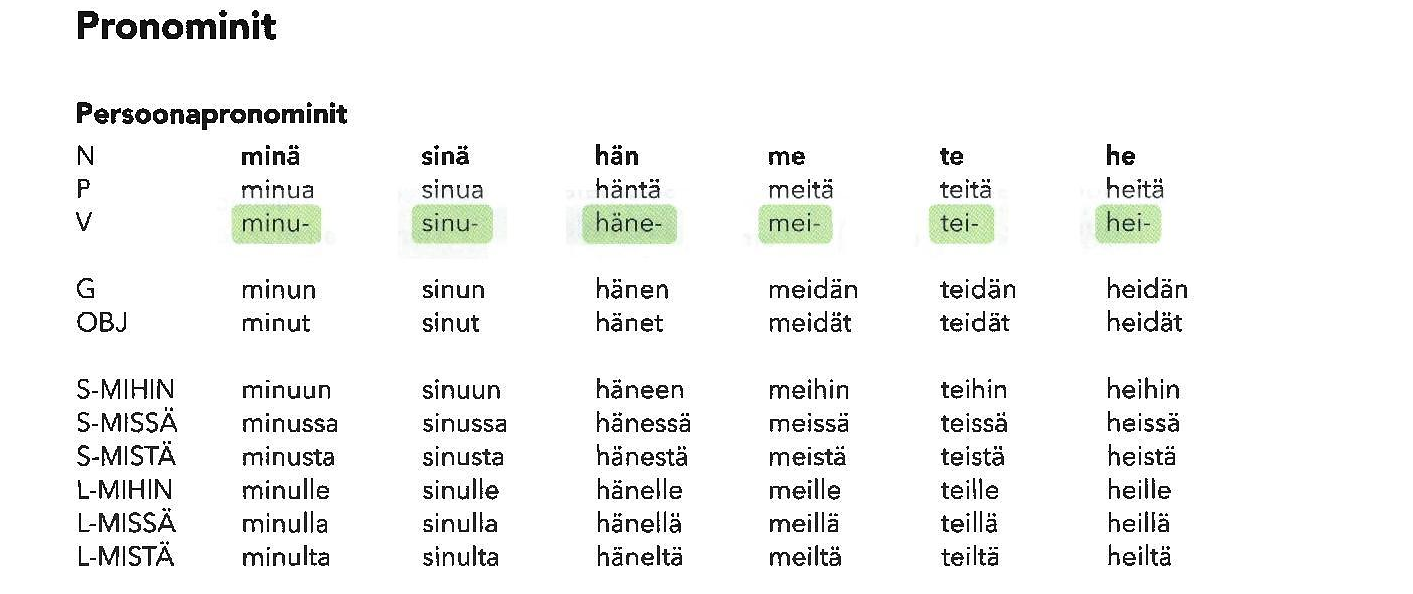 Pronominit
Persoonapronominit
N minä sinä hän me te he
P minua sinua häntä meitä teitä heitä
V minu- sinu- häne- mei- tei- hei-
G minun sinun hänen meidän teidän heidän
OBJ minut sinut hänet meidät teidät heidät
S-MIHIN minuun sinuun häneen meihin teihin heihin
S-MISSÄ minussa sinussa hänessä meissä teissä heissä
S-MISTÄ minusta sinusta hänestä meistä teistä heistä
L-MIHIN minulle sinulle hänelle meille teille heille
L-MISSÄ minulla sinulla hänellä meillä teillä heillä
L-MISTÄ minulta sinulta häneltä meiltä teiltä heiltä